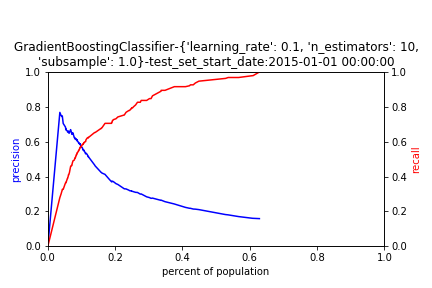 GradientBoostingClassifier-{'learning_rate': 0.1, 'n_estimators': 10,
'subsample': 1.0}-test_set_start_date:2015-01-01 00:00:00
1.0
0.8
0.6
0.4
0.2
0.0
precision
1.0
0.8
0.6
0.4
0.2
0.0
recall
0.0 0.2 0.4 0.6 0.8 1.0
percent of population